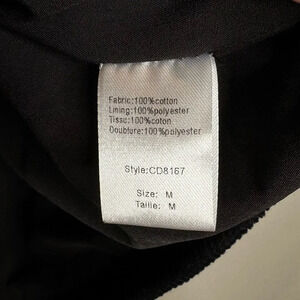 Fabric:100%cotton
Lining:100%polyester
Tissu:100%coton
Doublure:100%polyester
Style:CD8167
Size: M
Taille: M